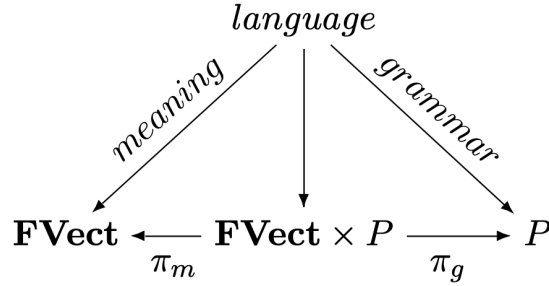 language
meaning
grammar
FVect FVect × P P
π_m π_g